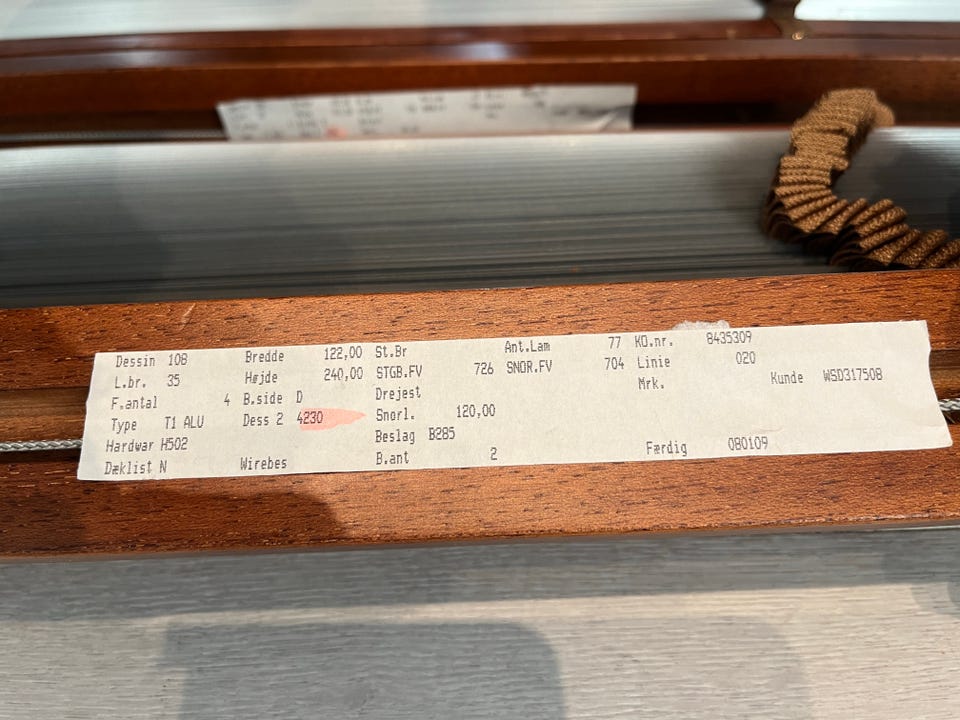 Dessin 108 Bredde 122,00 St.Br Ant.Lam 77 KO.nr. 8435309
L.br. 35 Højde 240,00 STGB.FV 726 SNOR.FV 704 Linie 020
F.antal 4 B.side D Drejest Mrk. Kunde WSD317508
Type T1 ALU Dess 2 4230 Snorl. 120,00
Hardwar H502 Beslag B285
Dæklist N Wirebes B.ant 2 Færdig 080109